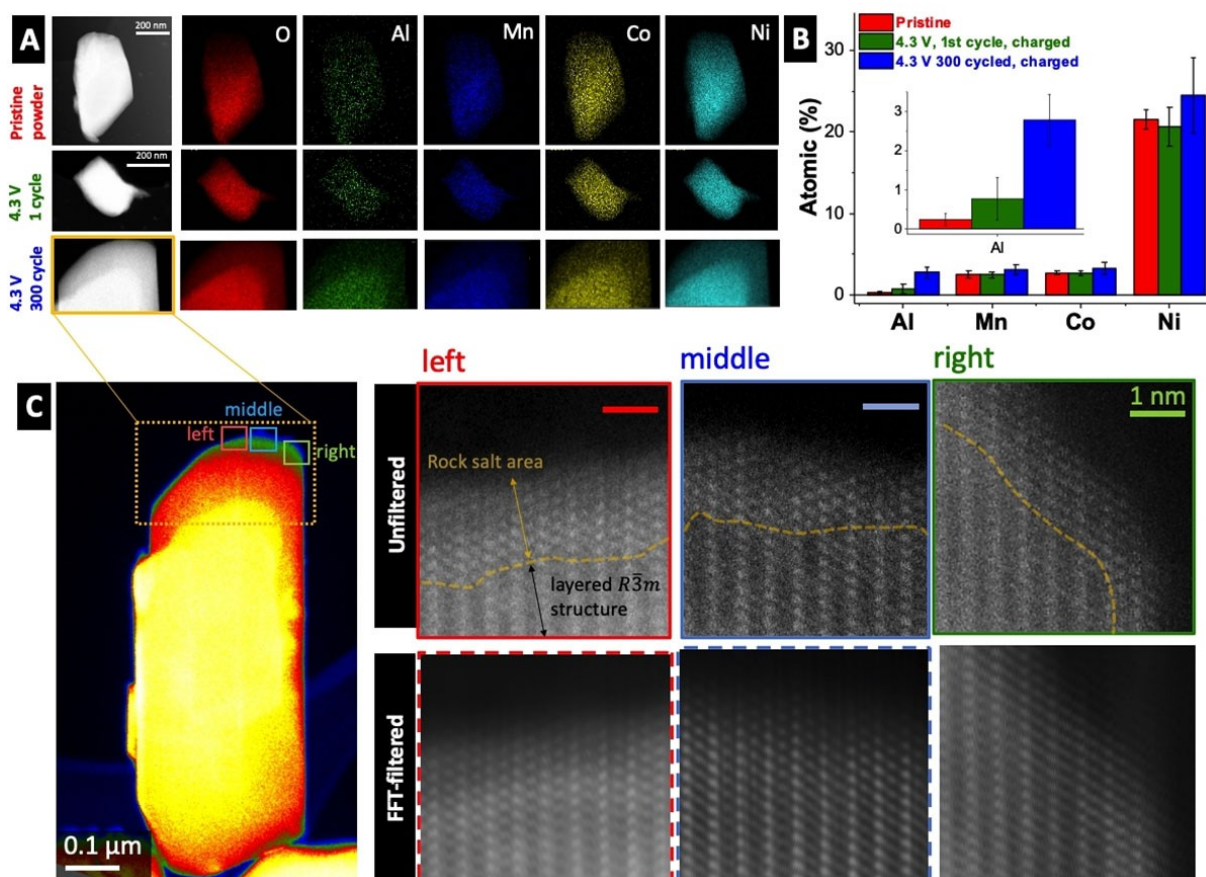 A
200 nm
O
Al
Mn
Co
Ni
Pristine
powder
200 nm
4.3 V
1 cycle
4.3 V
300 cycle
B
Pristine
4.3 V, 1st cycle, charged
4.3 V 300 cycled, charged
Atomic (%)
30
20
10
0
3
2
1
0
Al
Al
Mn
Co
Ni
C
left
middle
right
0.1 µm
left
middle
right
Unfiltered
Rock salt area
layered R3̅m
structure
1 nm
FFT-filtered